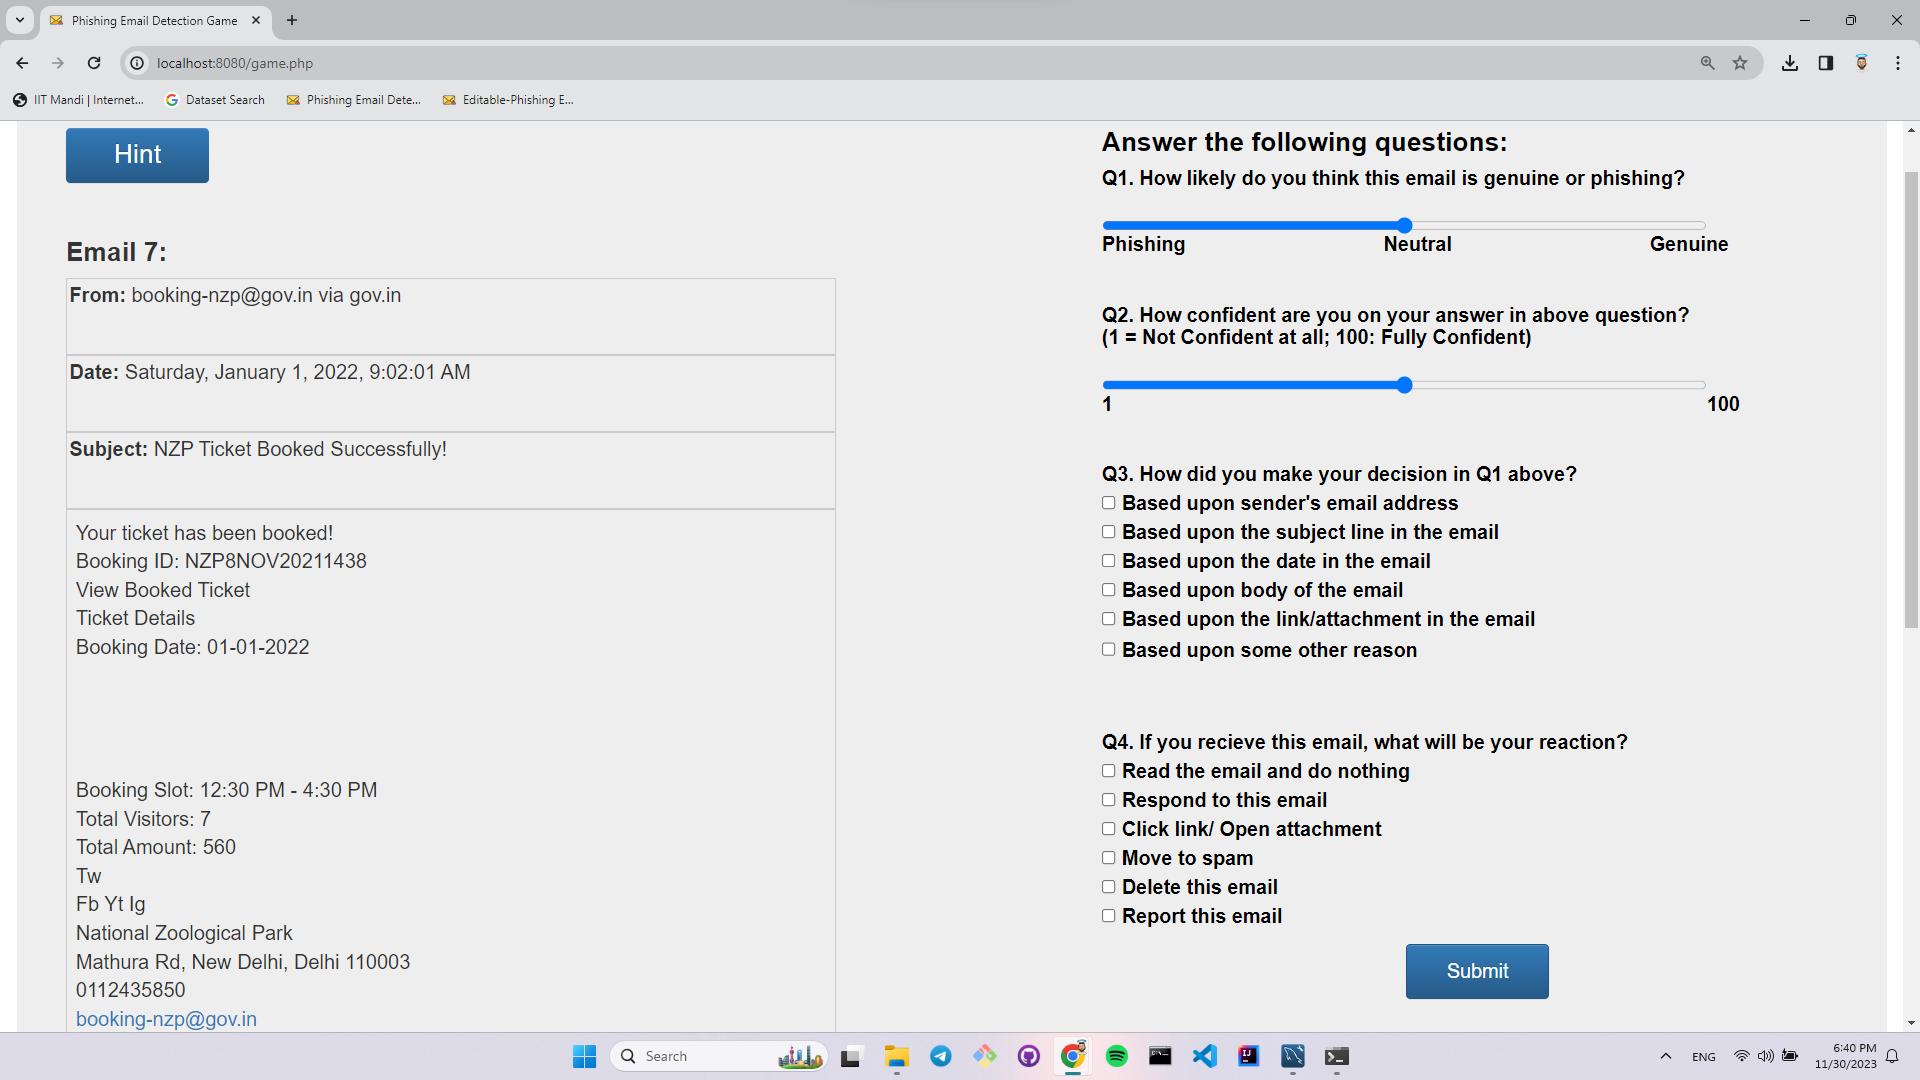 Phishing Email Detection Game
localhost:8080/game.php
IIT Mandi | Internet...
Dataset Search
Phishing Email Dete...
Editable-Phishing E...
Hint
Email 7:
From: booking-nzp@gov.in via gov.in
Date: Saturday, January 1, 2022, 9:02:01 AM
Subject: NZP Ticket Booked Successfully!
Your ticket has been booked!
Booking ID: NZP8NOV20211438
View Booked Ticket
Ticket Details
Booking Date: 01-01-2022
Booking Slot: 12:30 PM - 4:30 PM
Total Visitors: 7
Total Amount: 560
Tw
Fb Yt Ig
National Zoological Park
Mathura Rd, New Delhi, Delhi 110003
0112435850
booking-nzp@gov.in
Answer the following questions:
Q1. How likely do you think this email is genuine or phishing?
Phishing Neutral Genuine
Q2. How confident are you on your answer in above question?
(1 = Not Confident at all; 100: Fully Confident)
1 100
Q3. How did you make your decision in Q1 above?
Based upon sender's email address
Based upon the subject line in the email
Based upon the date in the email
Based upon body of the email
Based upon the link/attachment in the email
Based upon some other reason
Q4. If you recieve this email, what will be your reaction?
Read the email and do nothing
Respond to this email
Click link/ Open attachment
Move to spam
Delete this email
Report this email
Submit
Search
ENG
6:40 PM
11/30/2023